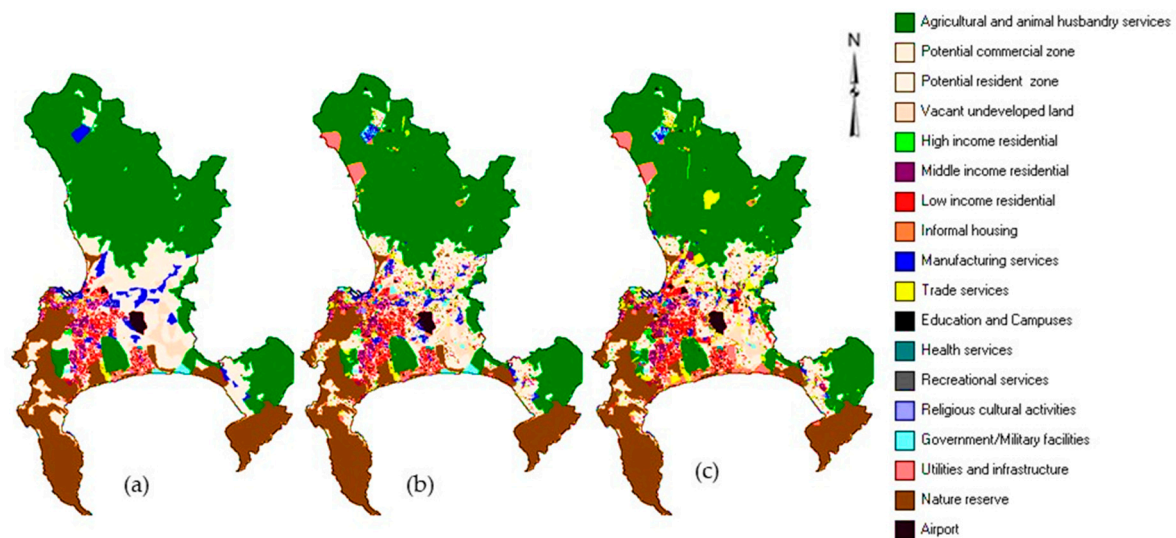 N
Agricultural and animal husbandry services
Potential commercial zone
Potential resident zone
Vacant undeveloped land
High income residential
Middle income residential
Low income residential
Informal housing
Manufacturing services
Trade services
Education and Campuses
Health services
Recreational services
Religious cultural activities
Government/Military facilities
Utilities and infrastructure
Nature reserve
Airport
(a)
(b)
(c)